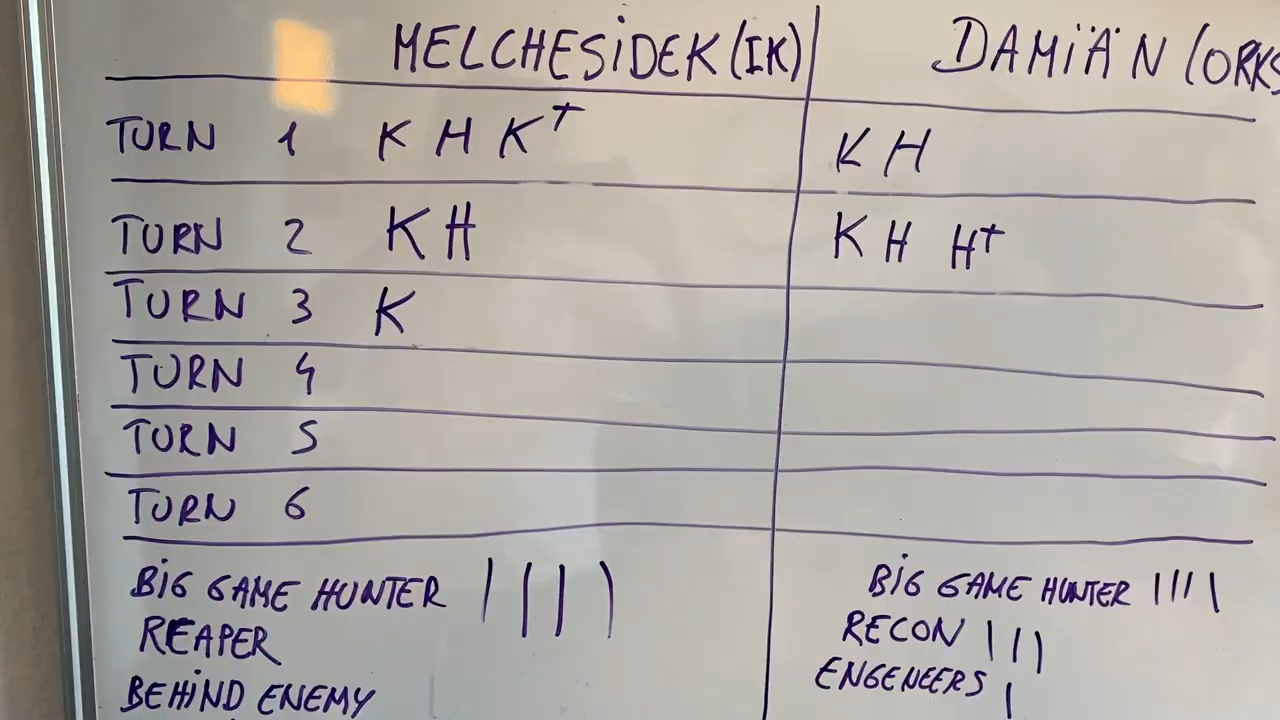 MELCHESiDEK (IK) DAMiÄN (ORKS
TURN 1 K H K+ K H
TURN 2 K H K H H+
TURN 3 K
TURN 4
TURN 5
TURN 6
BiG GAME HUNTER |||| BiG GAME HUNTER ||||
REAPER RECON |||
BEHIND ENEMY ENGENEERS |